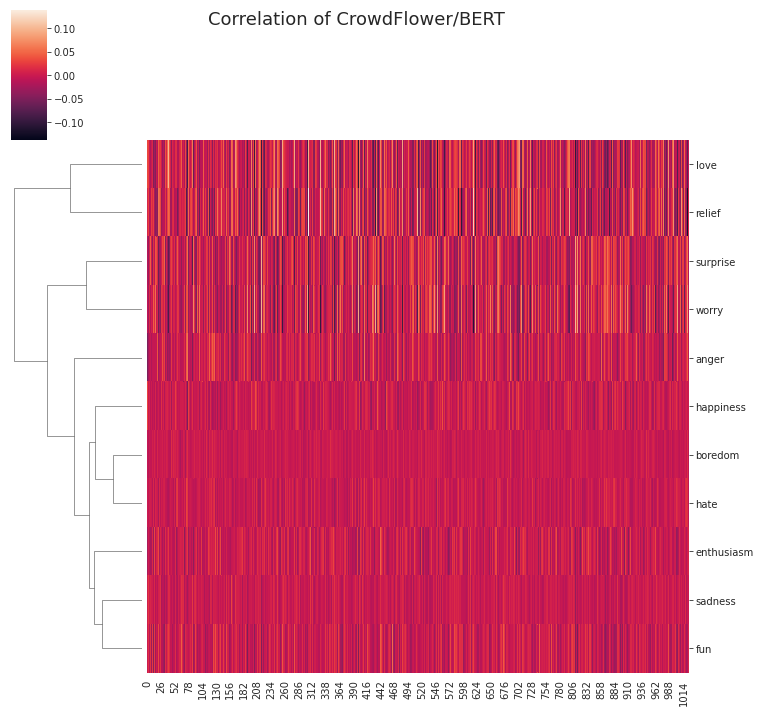 Correlation of CrowdFlower/BERT
0.10
0.05
0.00
−0.05
−0.10
love
relief
surprise
worry
anger
happiness
boredom
hate
enthusiasm
sadness
fun
0 26 52 78 104 130 156 182 208 234 260 286 312 338 364 390 416 442 468 494 520 546 572 598 624 650 676 702 728 754 780 806 832 858 884 910 936 962 988 1014